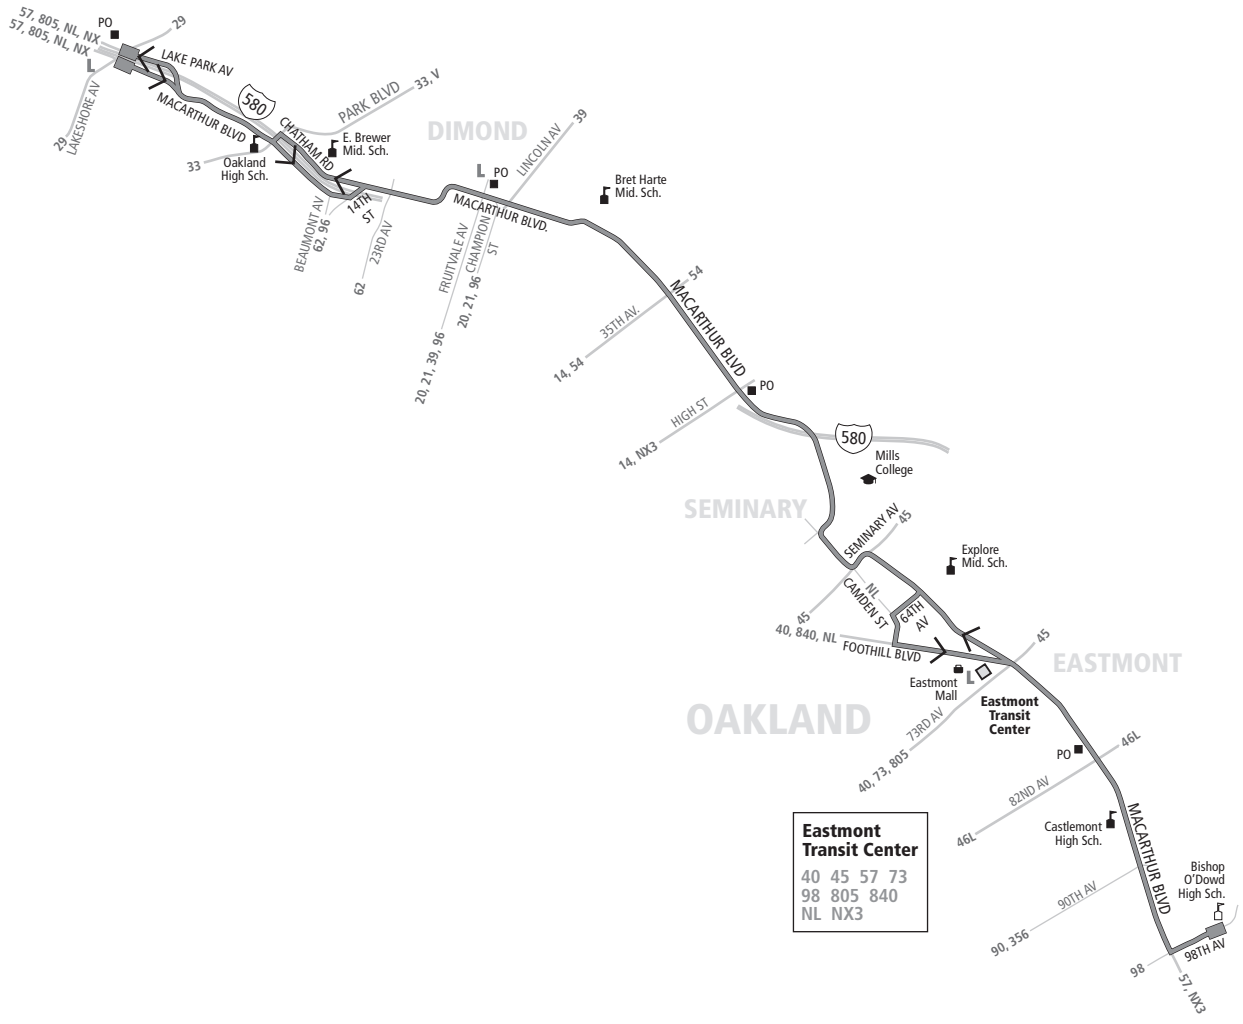 57, 805, NL, NX
57, 805, NL, NX
PO
29
L
LAKE PARK AV
LAKESHORE AV
29
MACARTHUR BLVD
580
PARK BLVD
33, V
CHATHAM RD
E. Brewer
Mid. Sch.
33
Oakland
High Sch.
DIMOND
L
PO
LINCOLN AV
39
Bret Harte
Mid. Sch.
14TH
ST
BEAUMONT AV
62, 96
23RD AV
62
MACARTHUR BLVD.
FRUITVALE AV
20, 21, 39, 96
CHAMPION
ST
20, 21, 96
54
35TH AV.
14, 54
MACARTHUR BLVD
PO
HIGH ST
14, NX3
580
Mills
College
SEMINARY
SEMINARY AV
45
Explore
Mid. Sch.
45
NL
CAMDEN ST
64TH
AV
40, 840, NL
FOOTHILL BLVD
45
EASTMONT
Eastmont
Mall
L
Eastmont
Transit
Center
OAKLAND
73RD AV
40, 73, 805
PO
46L
82ND AV
46L
Castlemont
High Sch.
MACARTHUR BLVD
Eastmont
Transit Center
40 45 57 73
98 805 840
NL NX3
90TH AV
90, 356
Bishop
O'Dowd
High Sch.
98TH AV
98
57, NX3